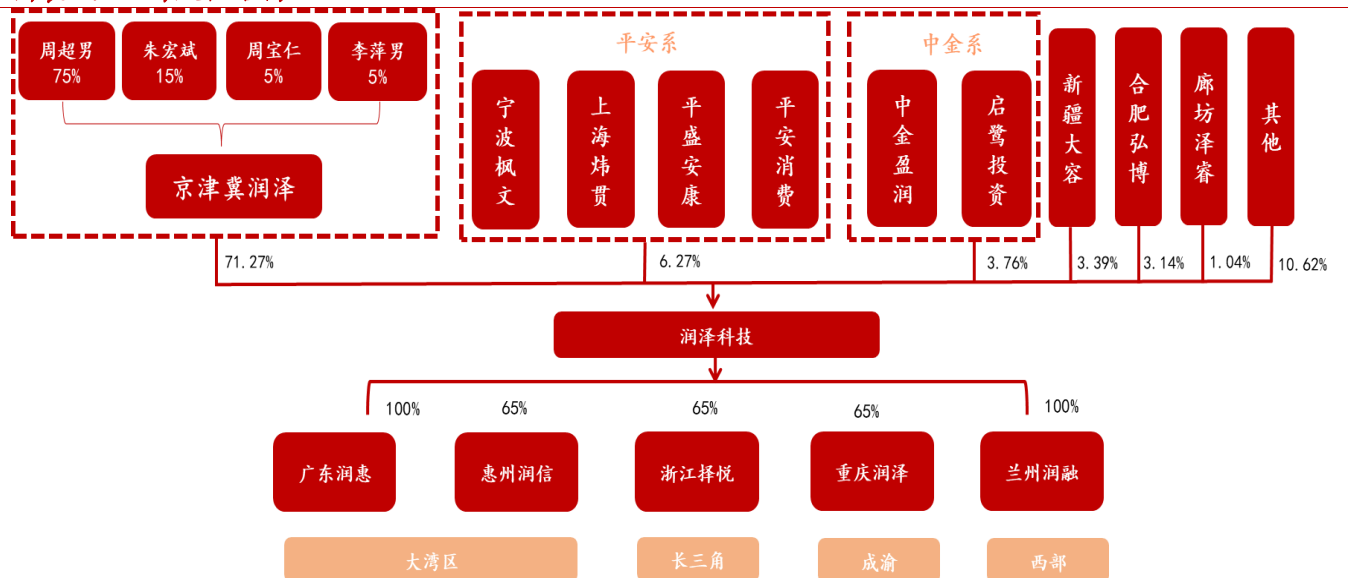 周超男
75%
朱宏斌
15%
周宝仁
5%
李萍男
5%
京津冀润泽
平安系
宁波枫文
上海炜贯
平盛安康
平安消费
中金系
中金盈润
启鹭投资
新疆大容
合肥弘博
廊坊泽睿
其他
71.27%
6.27%
3.76%
3.39%
3.14%
1.04%
10.62%
润泽科技
100%
65%
65%
65%
100%
广东润惠
惠州润信
浙江择悦
重庆润泽
兰州润融
大湾区
长三角
成渝
西部